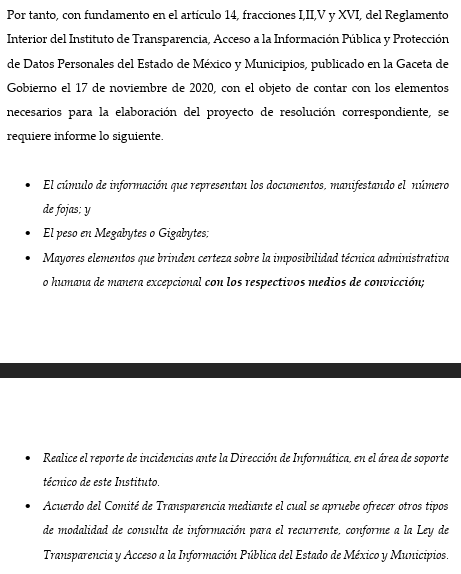 Por tanto, con fundamento en el artículo 14, fracciones I,II,V y XVI, del Reglamento
Interior del Instituto de Transparencia, Acceso a la Información Pública y Protección
de Datos Personales del Estado de México y Municipios, publicado en la Gaceta de
Gobierno el 17 de noviembre de 2020, con el objeto de contar con los elementos
necesarios para la elaboración del proyecto de resolución correspondiente, se
requiere informe lo siguiente.
• El cúmulo de información que representan los documentos, manifestando el número
de fojas; y
• El peso en Megabytes o Gigabytes;
• Mayores elementos que brinden certeza sobre la imposibilidad técnica administrativa
o humana de manera excepcional con los respectivos medios de convicción;
• Realice el reporte de incidencias ante la Dirección de Informática, en el área de soporte
técnico de este Instituto.
• Acuerdo del Comité de Transparencia mediante el cual se apruebe ofrecer otros tipos
de modalidad de consulta de información para el recurrente, conforme a la Ley de
Transparencia y Acceso a la Información Pública del Estado de México y Municipios.